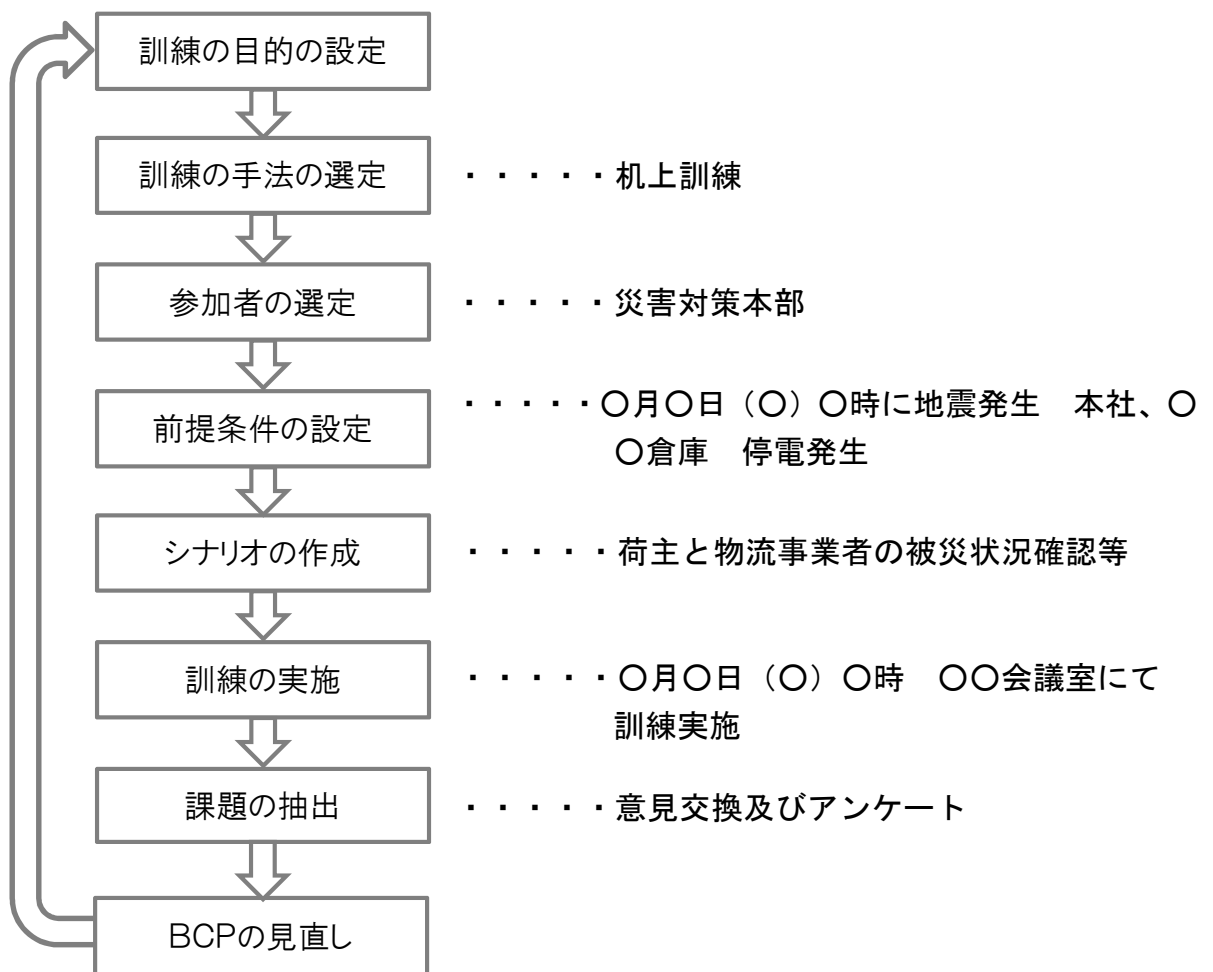 訓練の目的の設定
訓練の手法の選定 ・・・・・机上訓練
参加者の選定 ・・・・・災害対策本部
前提条件の設定 ・・・・・〇月〇日（〇）〇時に地震発生　本社、〇
〇倉庫　停電発生
シナリオの作成 ・・・・・荷主と物流事業者の被災状況確認等
訓練の実施 ・・・・・〇月〇日（〇）〇時　〇〇会議室にて
訓練実施
課題の抽出 ・・・・・意見交換及びアンケート
BCPの見直し